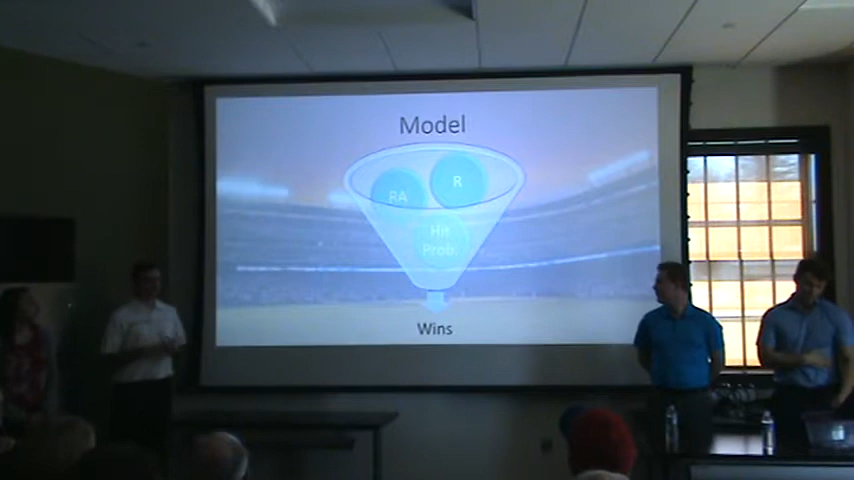 Model
R
RA
Hit
Prob.
Wins